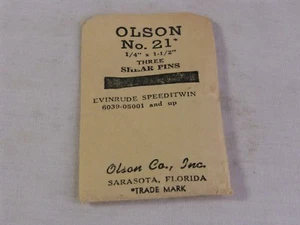 OLSON
No. 21*
1/4" x 1-1/2"
THREE
SHEAR PINS
EVINRUDE SPEEDITWIN
6039-05001 and up
Olson Co., Inc.
SARASOTA, FLORIDA
*TRADE MARK